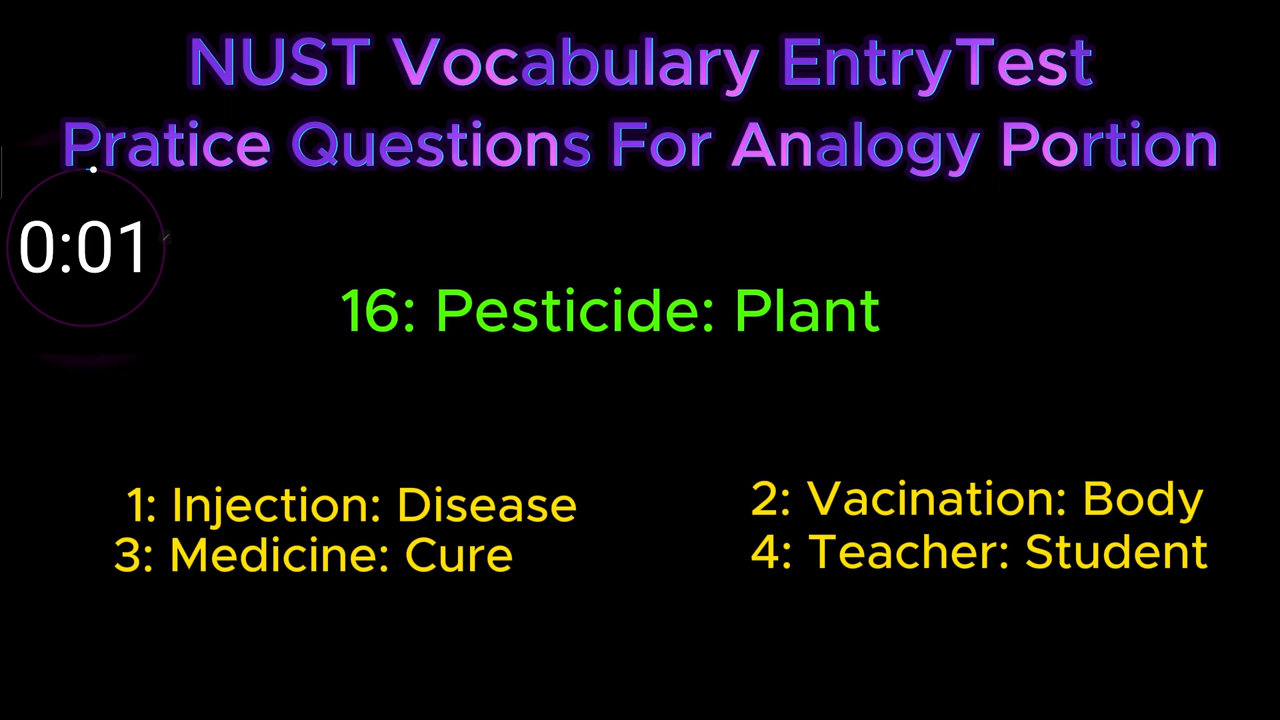 NUST Vocabulary EntryTest
Pratice Questions For Analogy Portion
0:01
16: Pesticide: Plant
1: Injection: Disease
2: Vacination: Body
3: Medicine: Cure
4: Teacher: Student